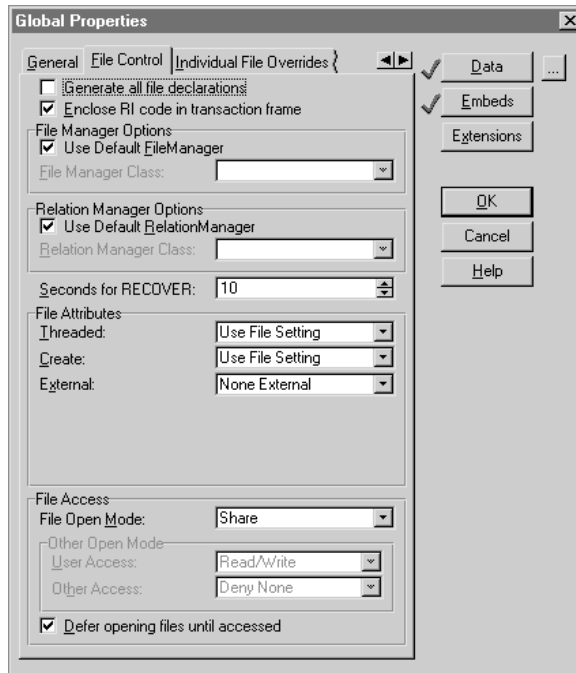 Global Properties
General File Control Individual File Overrides
Generate all file declarations
Enclose RI code in transaction frame
File Manager Options
Use Default FileManager
File Manager Class:
Relation Manager Options
Use Default RelationManager
Relation Manager Class:
Seconds for RECOVER: 10
File Attributes
Threaded: Use File Setting
Create: Use File Setting
External: None External
File Access
File Open Mode: Share
Other Open Mode
User Access: Read/Write
Other Access: Deny None
Defer opening files until accessed
Data ...
Embeds
Extensions
OK
Cancel
Help